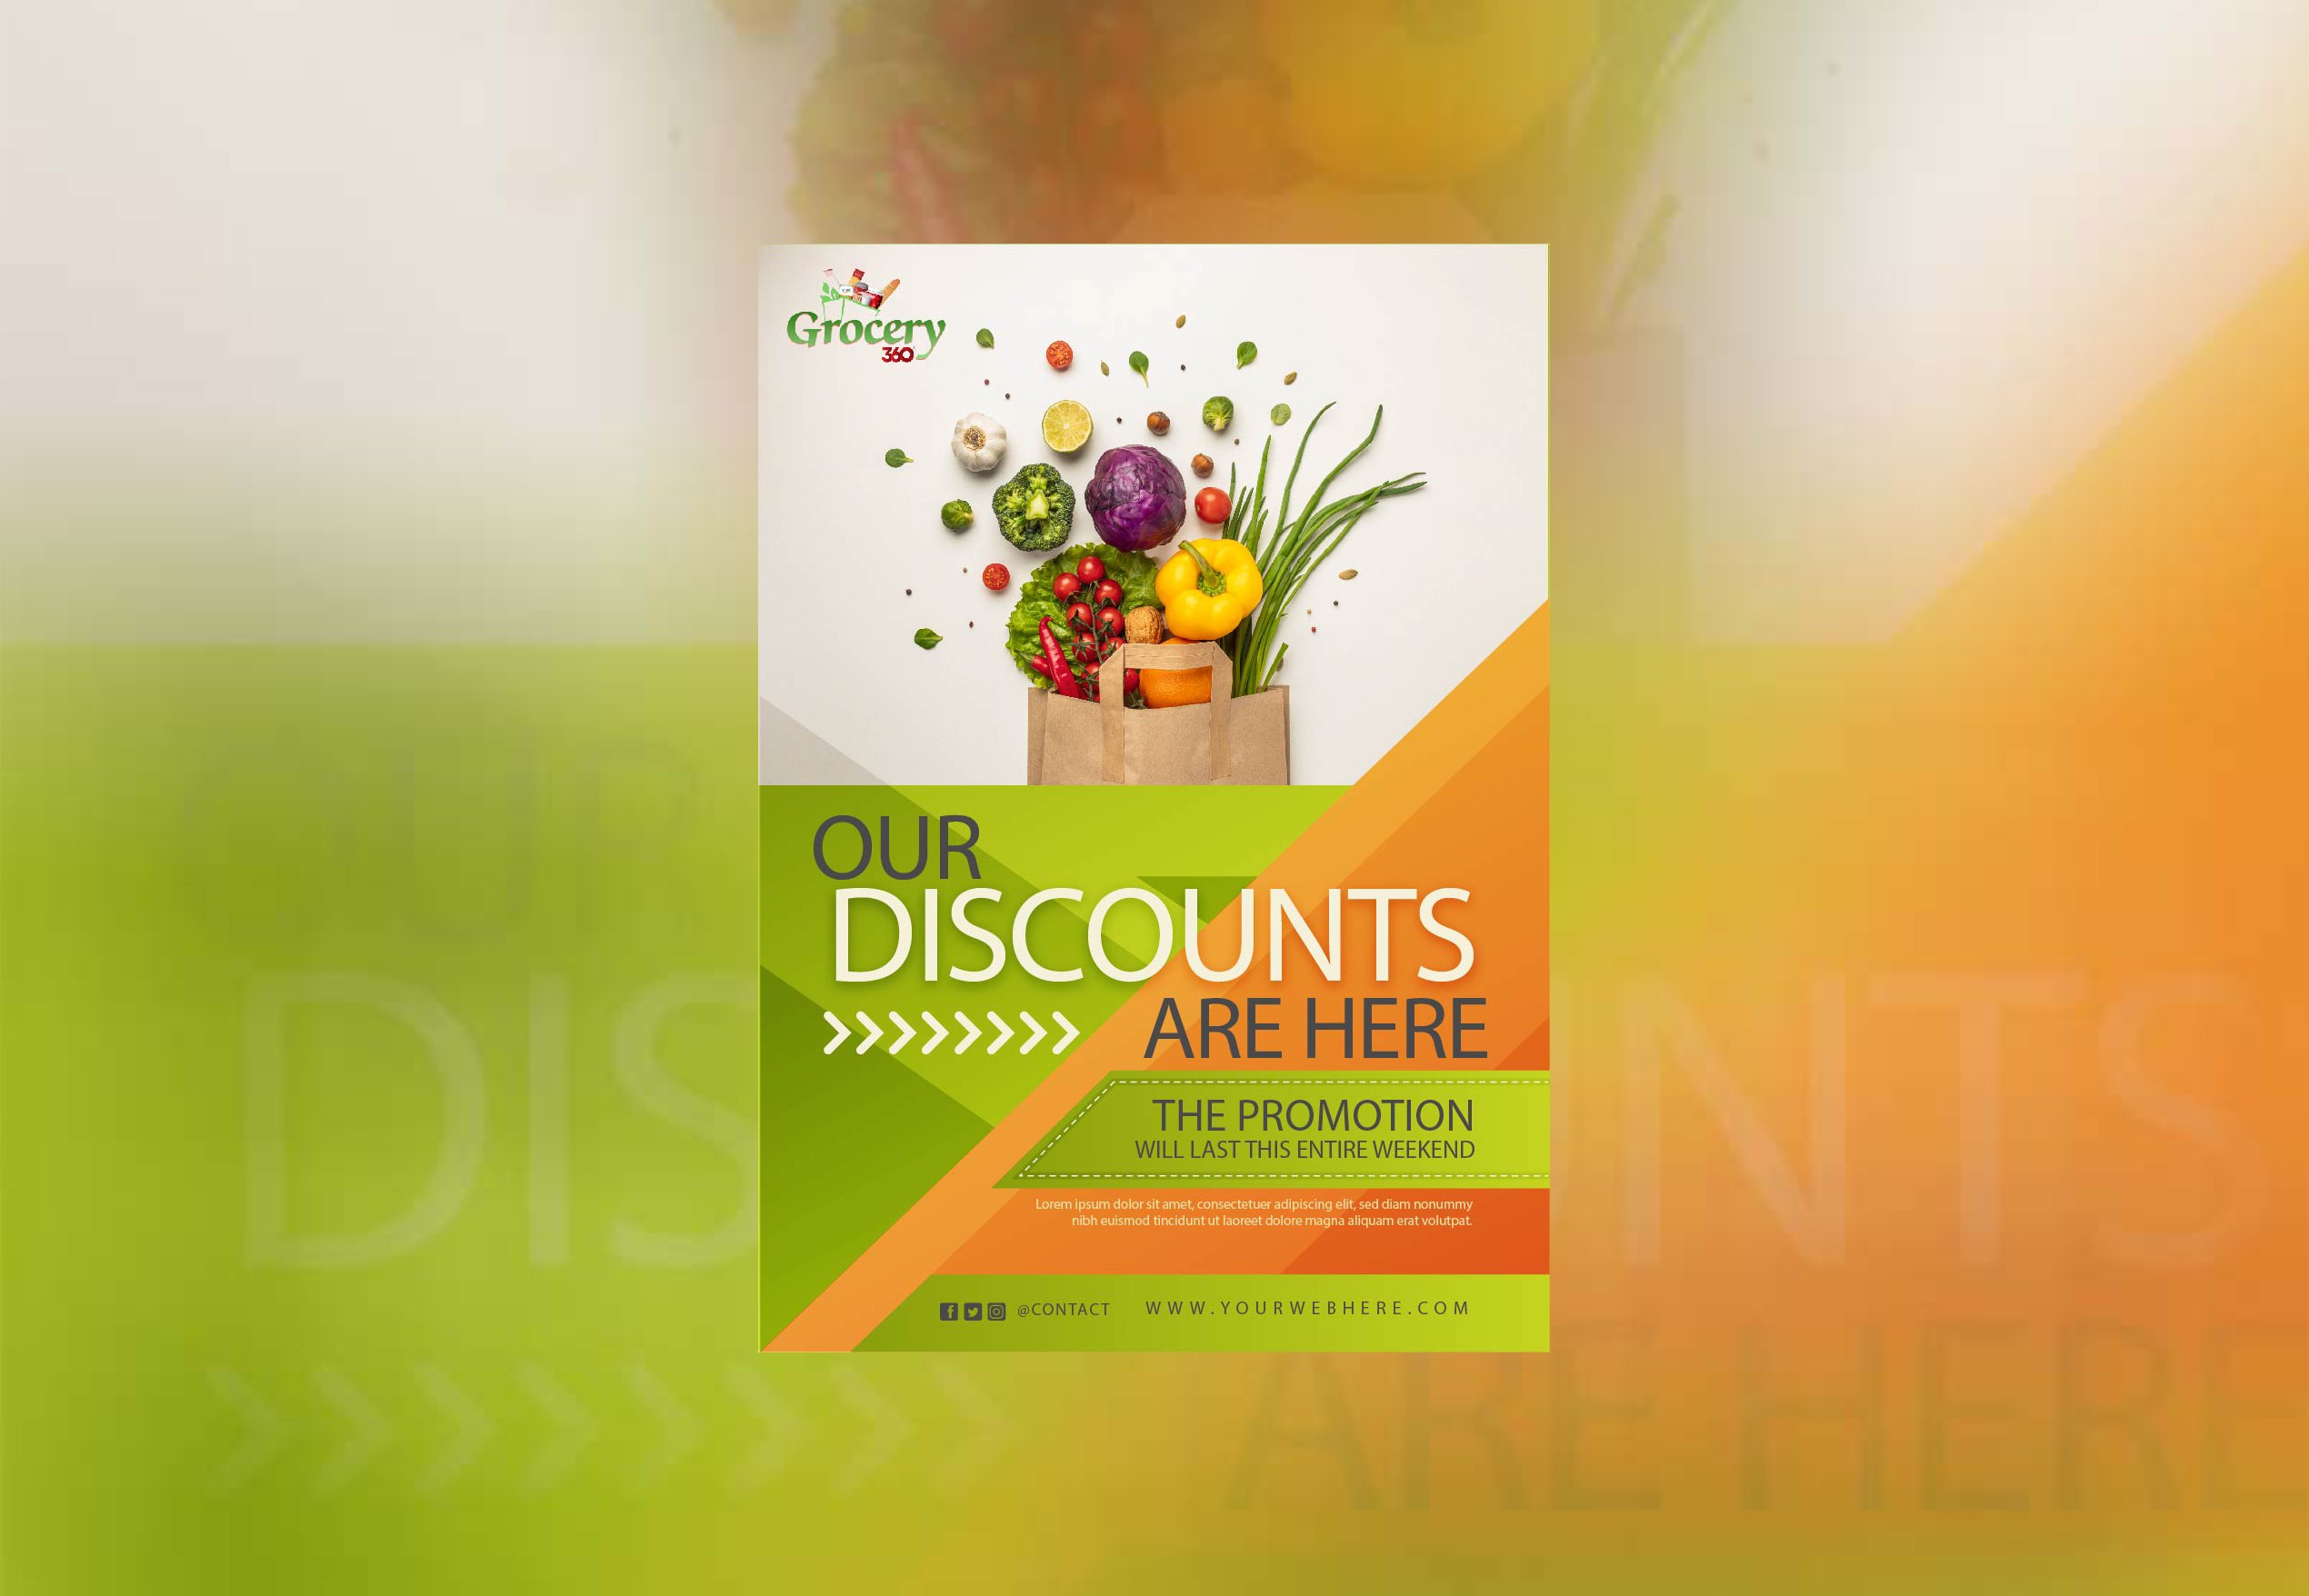 Grocery
360
OUR
DISCOUNTS
ARE HERE
THE PROMOTION
WILL LAST THIS ENTIRE WEEKEND
Lorem ipsum dolor sit amet, consectetuer adipiscing elit, sed diam nonummy
nibh euismod tincidunt ut laoreet dolore magna aliquam erat volutpat.
@CONTACT WWW.YOURWEBHERE.COM